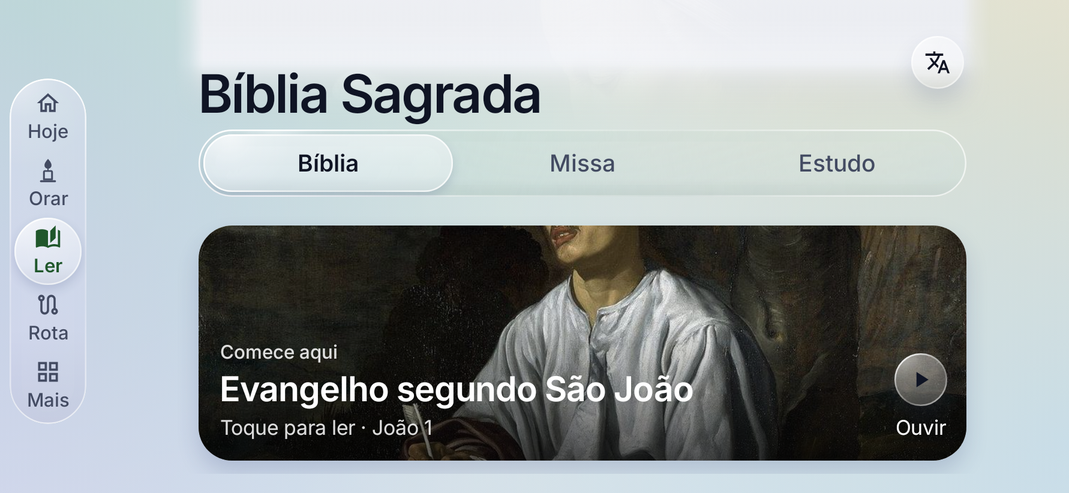 Bíblia Sagrada
Hoje
Orar
Ler
Rota
Mais
Bíblia
Missa
Estudo
Comece aqui
Evangelho segundo São João
Toque para ler · João 1
Ouvir